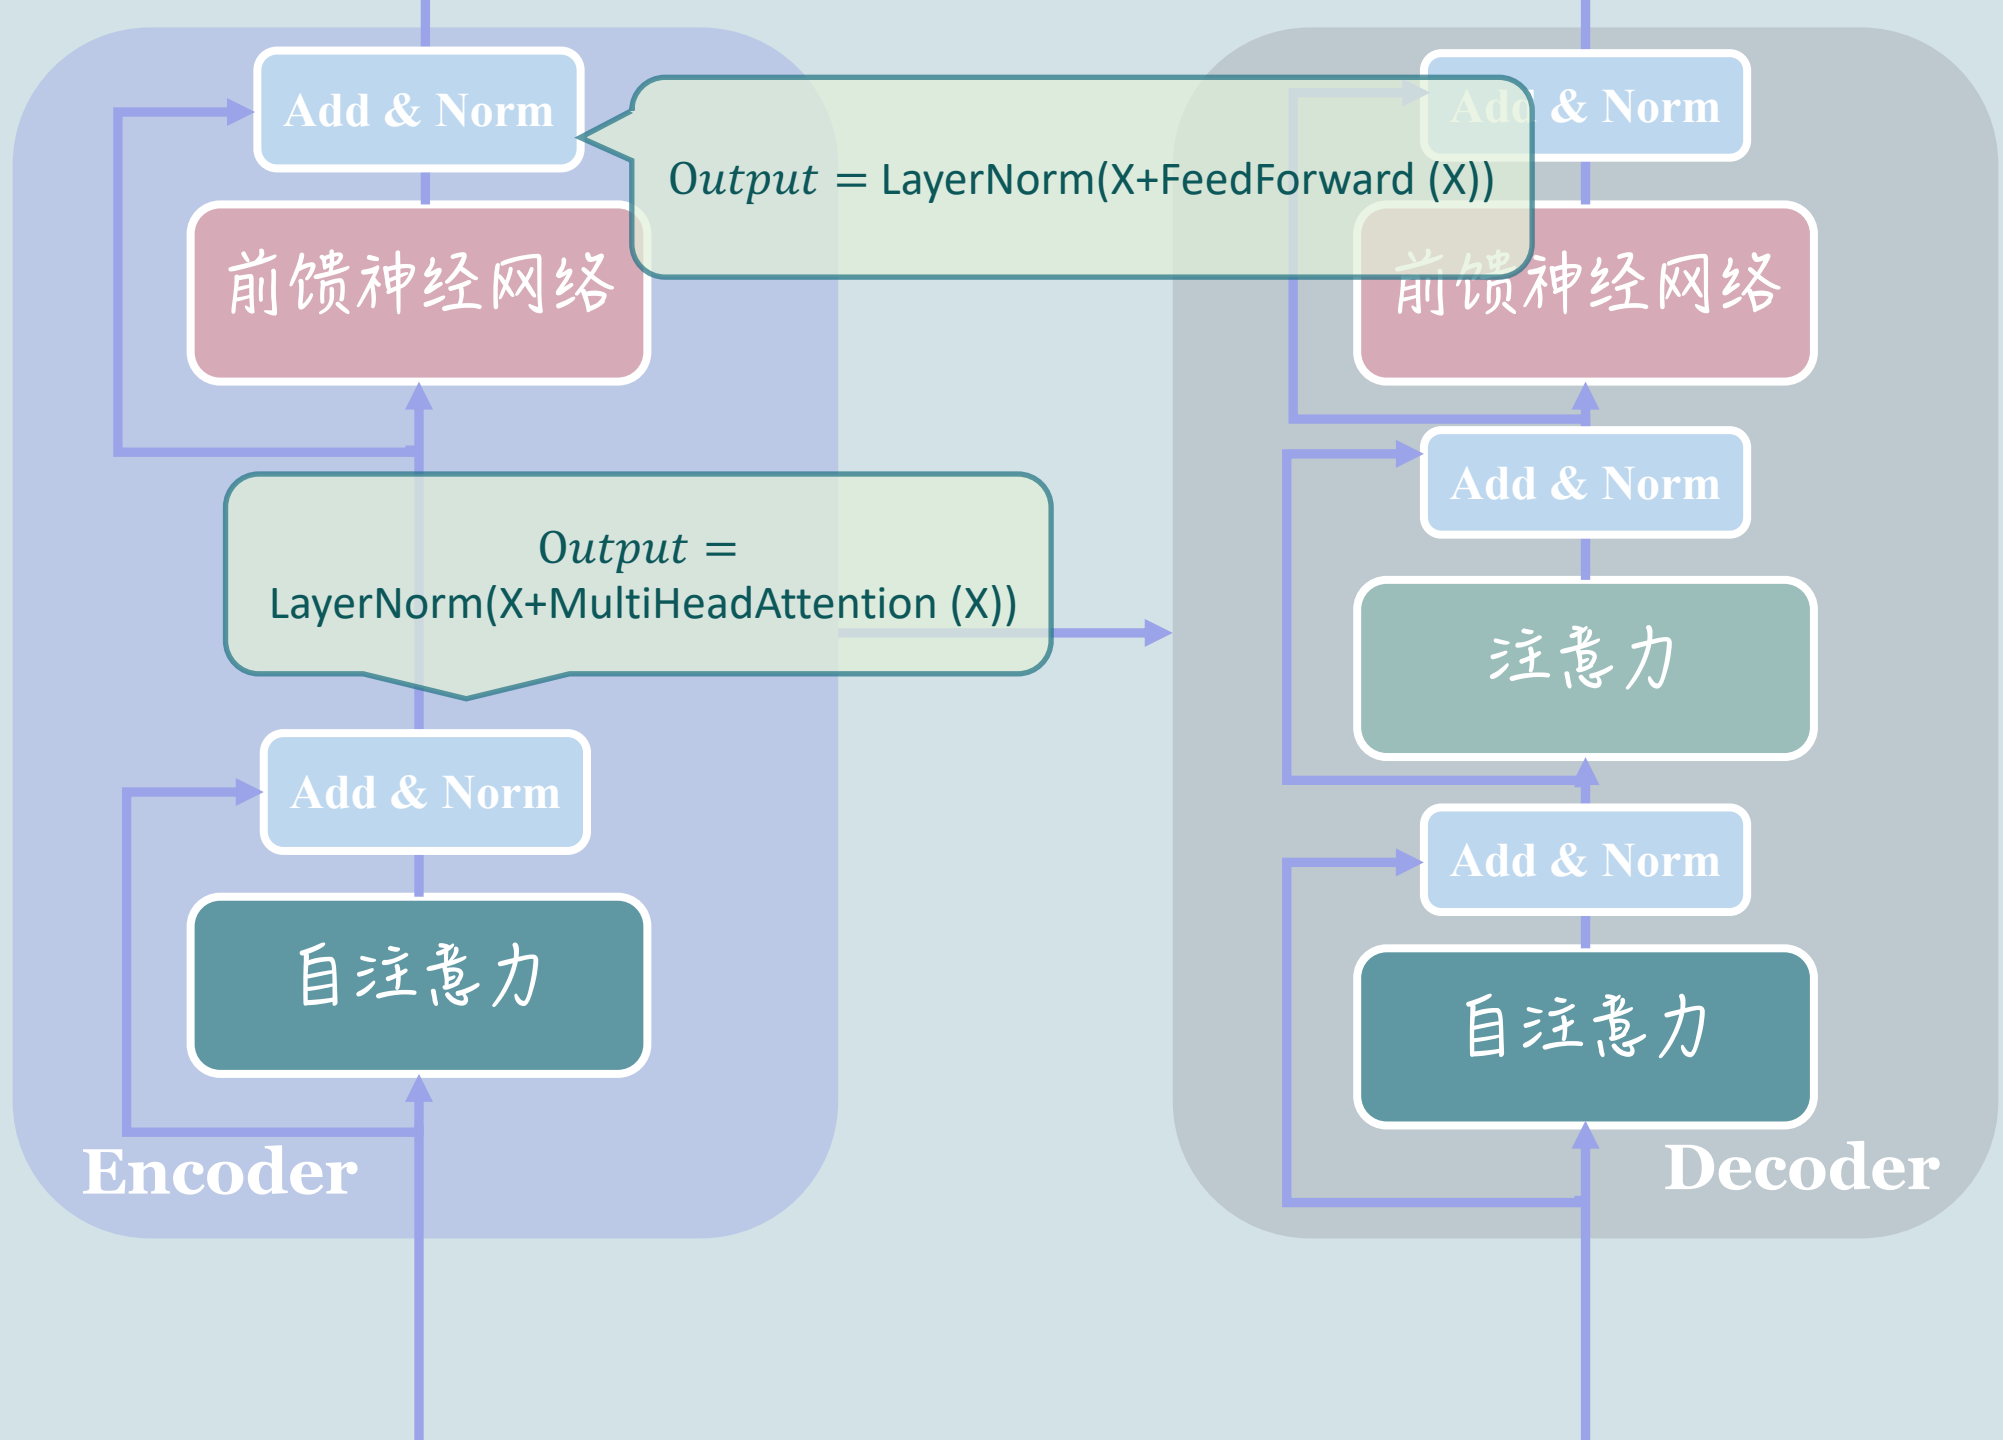 Add & Norm
Output = LayerNorm(X+FeedForward (X))
前馈神经网络
Output =
LayerNorm(X+MultiHeadAttention (X))
Add & Norm
自注意力
Encoder
Add & Norm
前馈神经网络
Add & Norm
注意力
Add & Norm
自注意力
Decoder